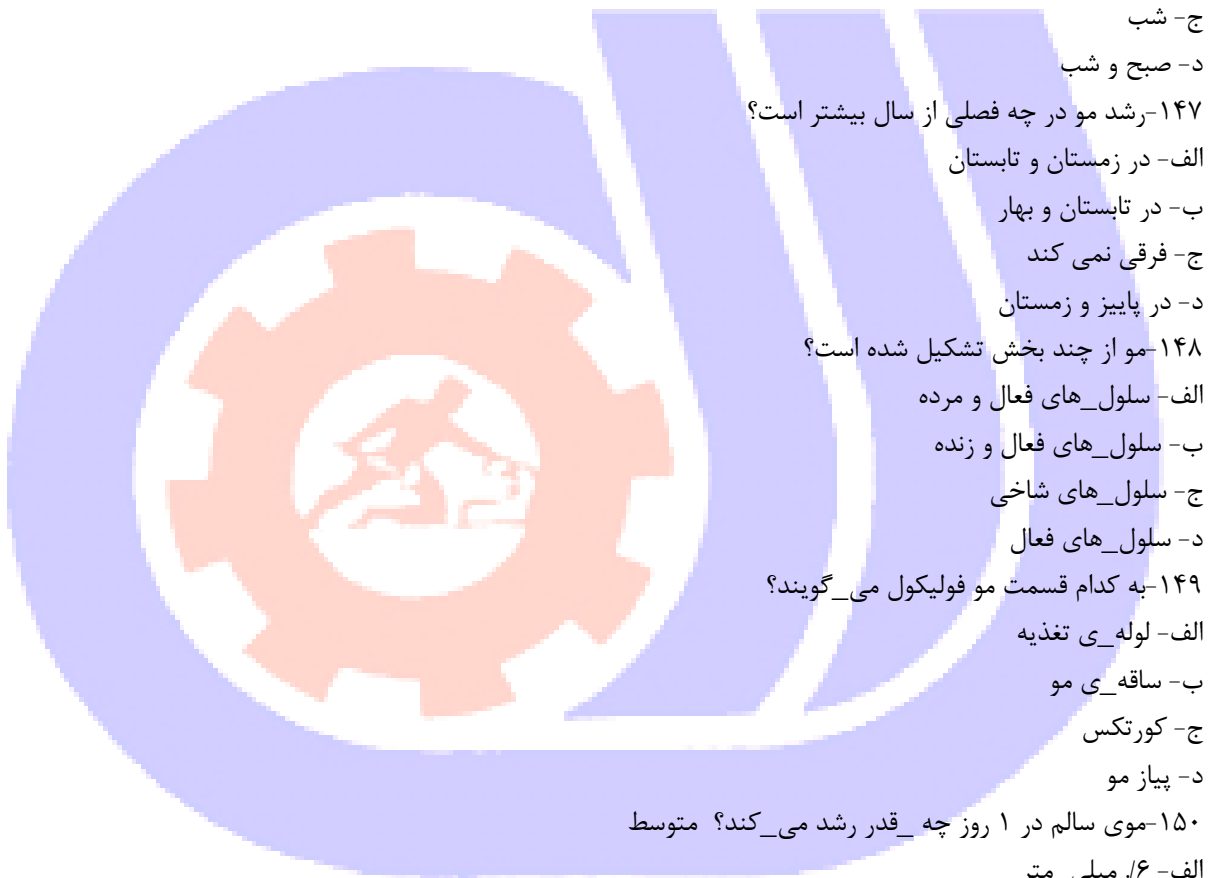 ج- شب
د- صبح و شب
۱۴۷-رشد مو در چه فصلی از سال بیشتر است؟
الف- در زمستان و تابستان
ب- در تابستان و بهار
ج- فرقی نمی کند
د- در پاییز و زمستان
۱۴۸-مو از چند بخش تشکیل شده است؟
الف- سلول_های فعال و مرده
ب- سلول_های فعال و زنده
ج- سلول_های شاخی
د- سلول_های فعال
۱۴۹-به کدام قسمت مو فولیکول می_گویند؟
الف- لوله_ی تغذیه
ب- ساقه_ی مو
ج- کورتکس
د- پیاز مو
۱۵۰-موی سالم در ۱ روز چه _قدر رشد می_کند؟ متوسط
الف- ۶/. میلی_متر